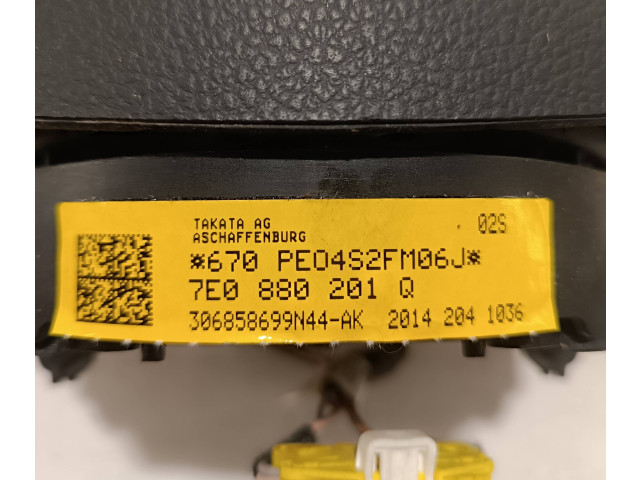 TAKATA AG 02S
ASCHAFFENBURG
*670 PE04S2FM06J*
7E0 880 201 Q
306858699N44-AK 2014 204 1036